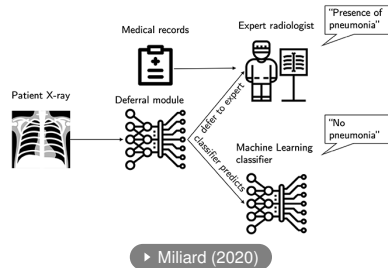 Medical records
Expert radiologist
"Presence of
pneumonia"
Patient X-ray
Deferral module
defer to expert
classifier predicts
Machine Learning
classifier
"No
pneumonia"
Miliard (2020)